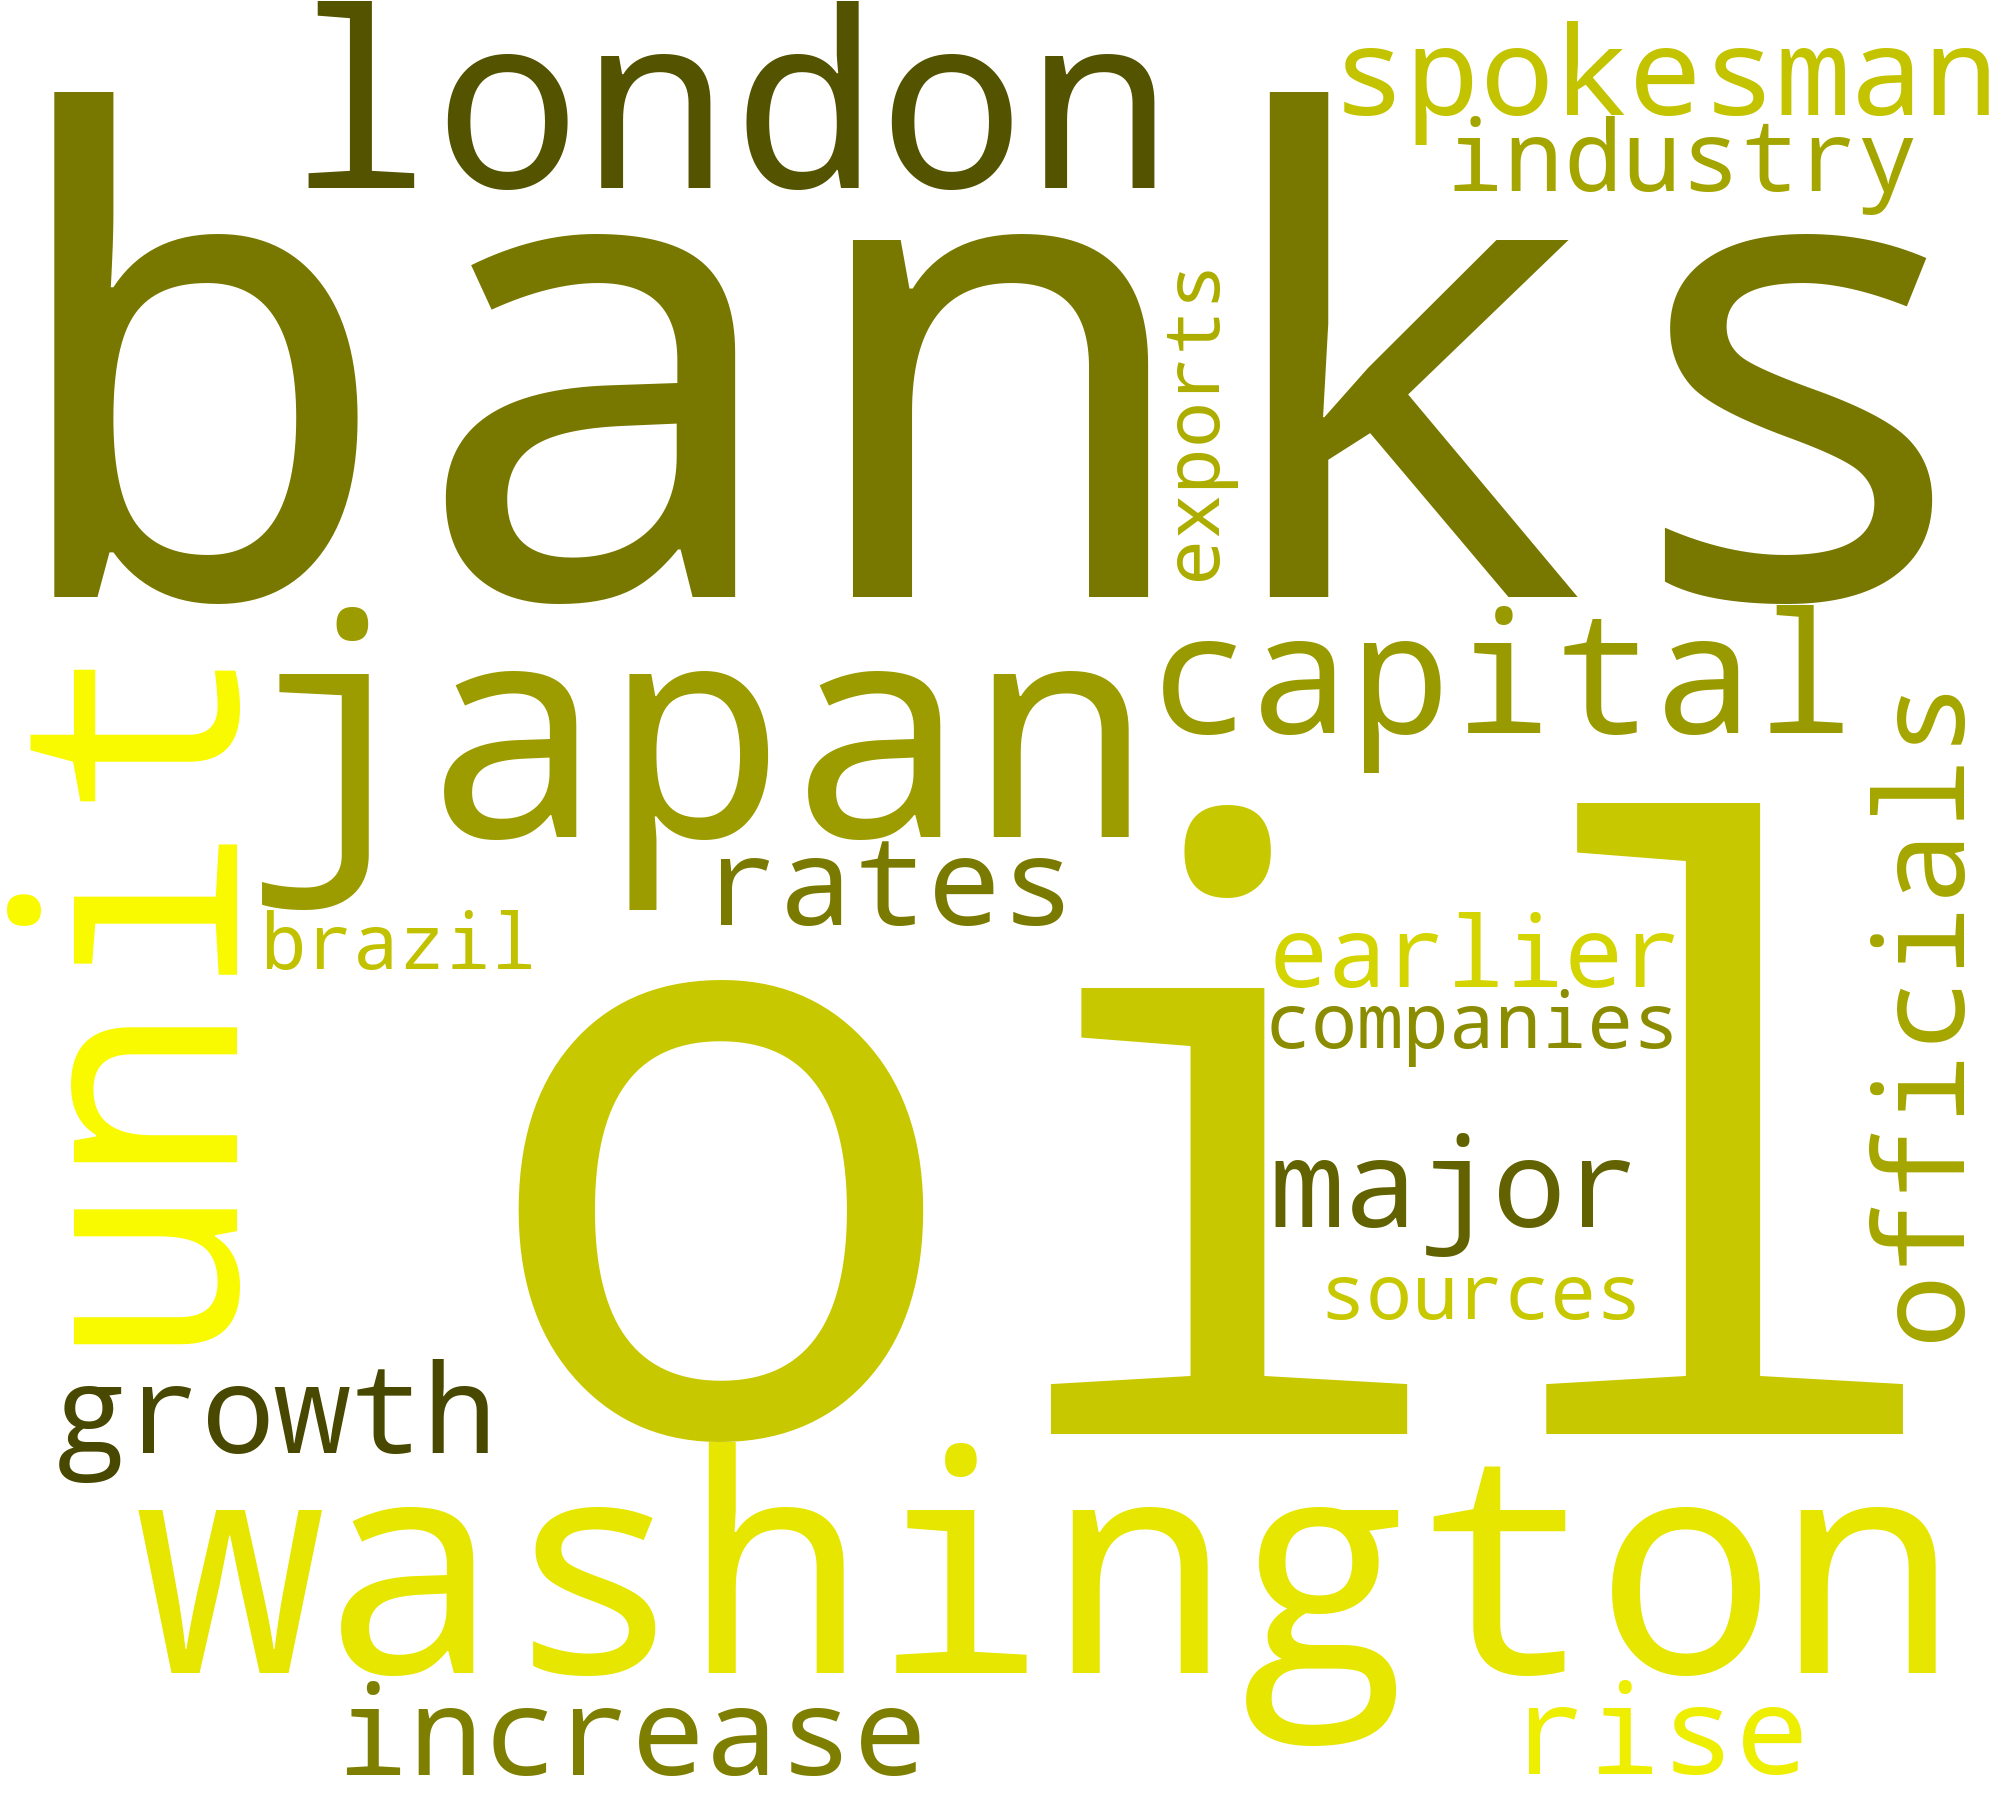 london
spokesman
industry
banks
exports
japan
capital
unit
officials
rates
brazil
earlier
companies
oil
major
sources
growth
washington
increase
rise